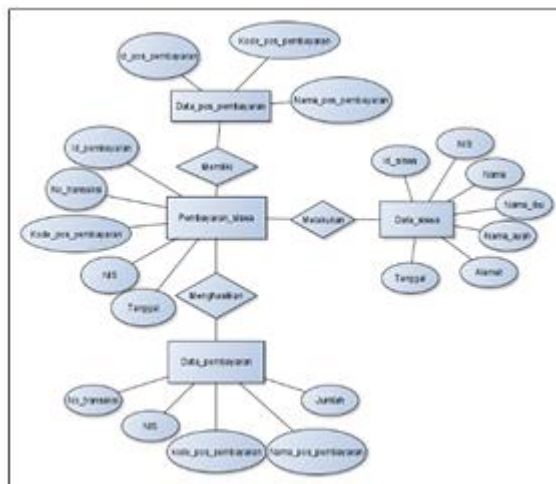 Kode_pos_pembayaran
Id_pos_pembayaran
Data_pos_pembayaran
Nama_pos_pembayaran
Id_pembayaran
Memiliki
No_transaksi
Kode_pos_pembayaran
Pembayaran_siswa
Melakukan
NIS
Tanggal
Id_siswa
NIS
Nama
Nama_ibu
Data_siswa
Nama_ayah
Tanggal
Alamat
Menghasilkan
Data_pembayaran
No_transaksi
NIS
kode_pos_pembayaran
Nama_pos_pembayaran
Jumlah